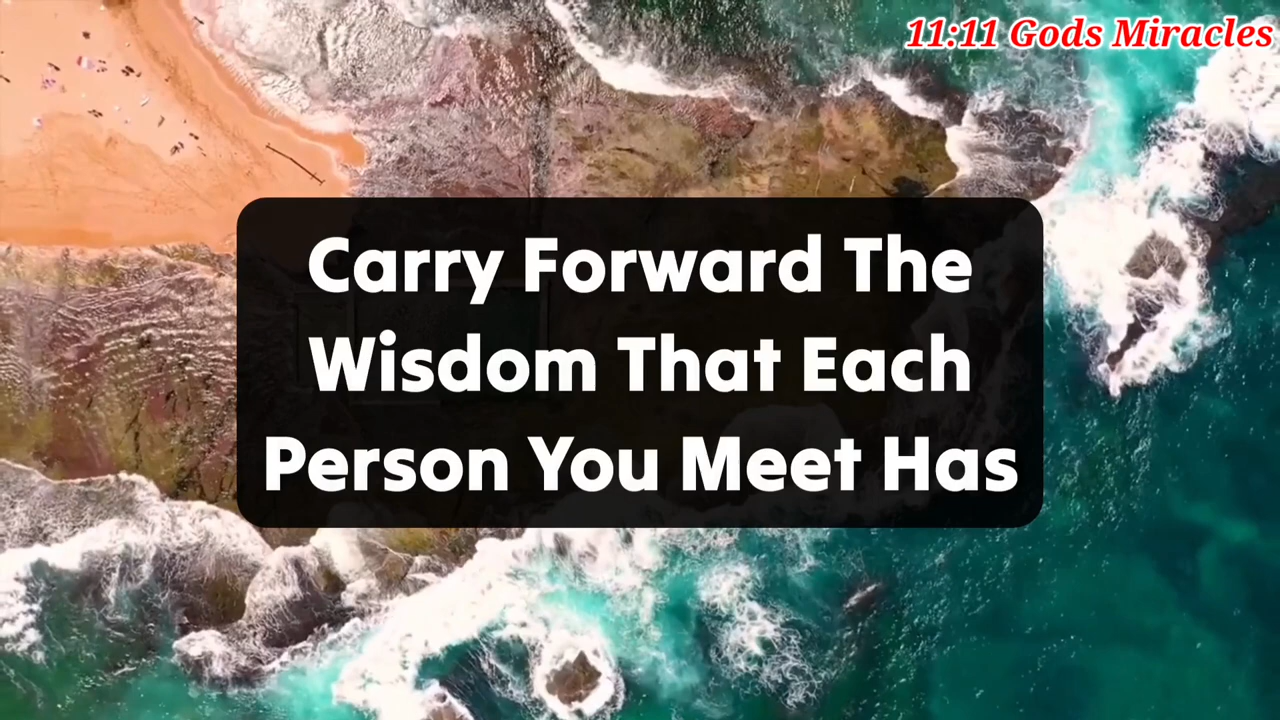 11:11 Gods Miracles
Carry Forward The
Wisdom That Each
Person You Meet Has